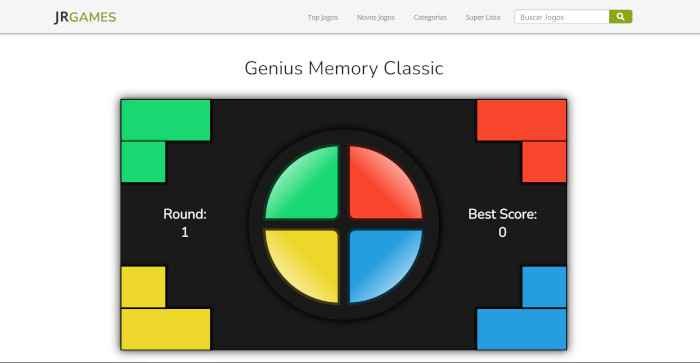 JRGAMES
Top Jogos Novos Jogos Categorias Super Lista Buscar Jogos
Genius Memory Classic
Round:
1
Best Score:
0